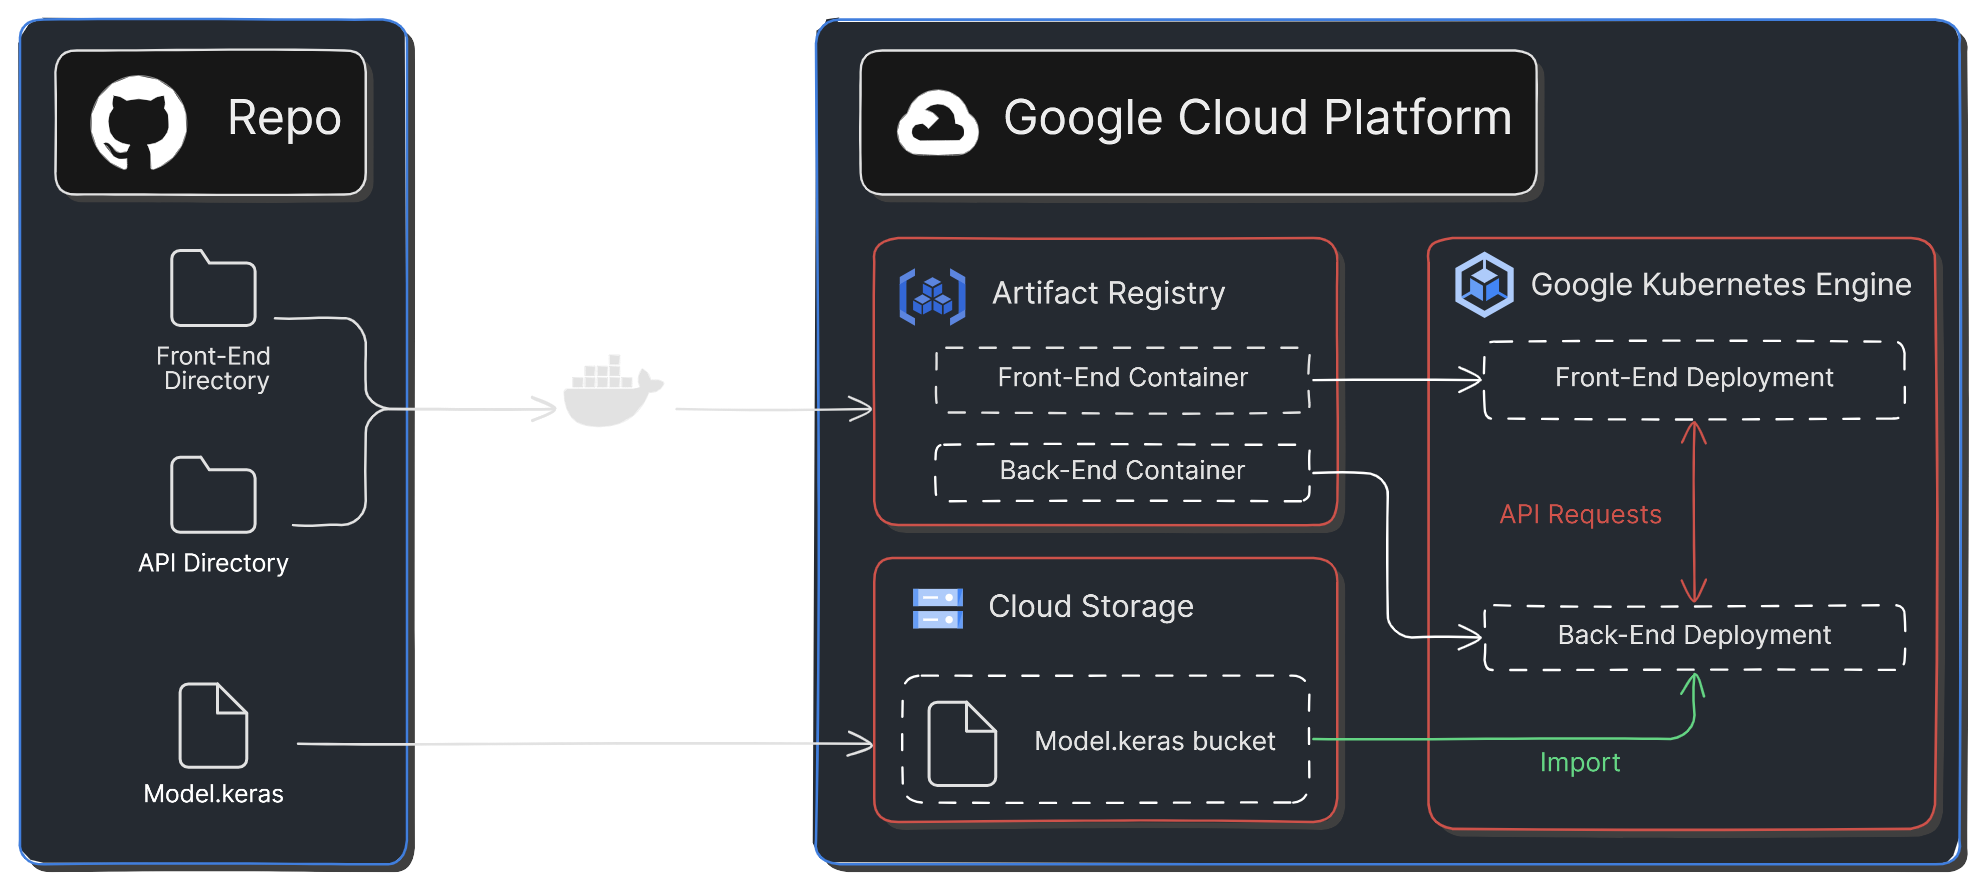 Repo
Front-End
Directory
API Directory
Model.keras
Google Cloud Platform
Artifact Registry
Front-End Container
Back-End Container
Cloud Storage
Model.keras bucket
Google Kubernetes Engine
Front-End Deployment
API Requests
Back-End Deployment
Import